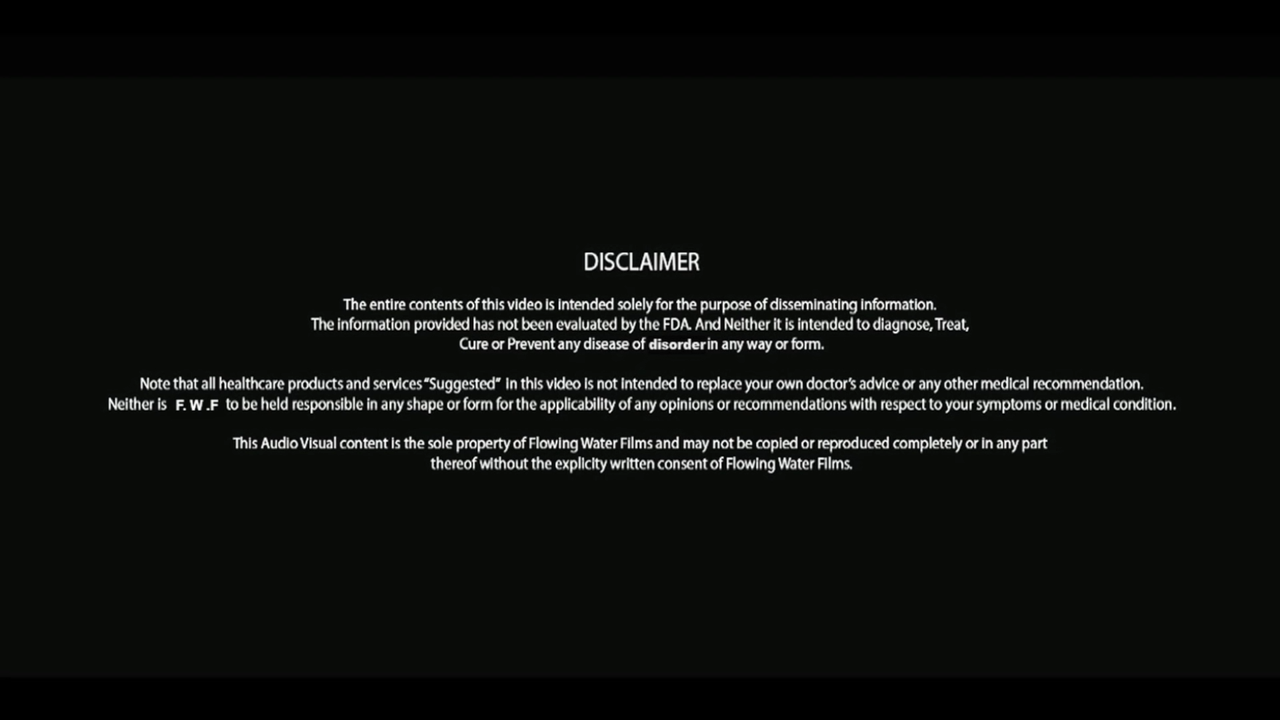 DISCLAIMER
The entire contents of this video is intended solely for the purpose of disseminating information.
The information provided has not been evaluated by the FDA. And Neither it is intended to diagnose, Treat,
Cure or Prevent any disease of disorder in any way or form.
Note that all healthcare products and services "Suggested" in this video is not intended to replace your own doctor's advice or any other medical recommendation.
Neither is F. W .F to be held responsible in any shape or form for the applicability of any opinions or recommendations with respect to your symptoms or medical condition.
This Audio Visual content is the sole property of Flowing Water Films and may not be copied or reproduced completely or in any part
thereof without the explicity written consent of Flowing Water Films.